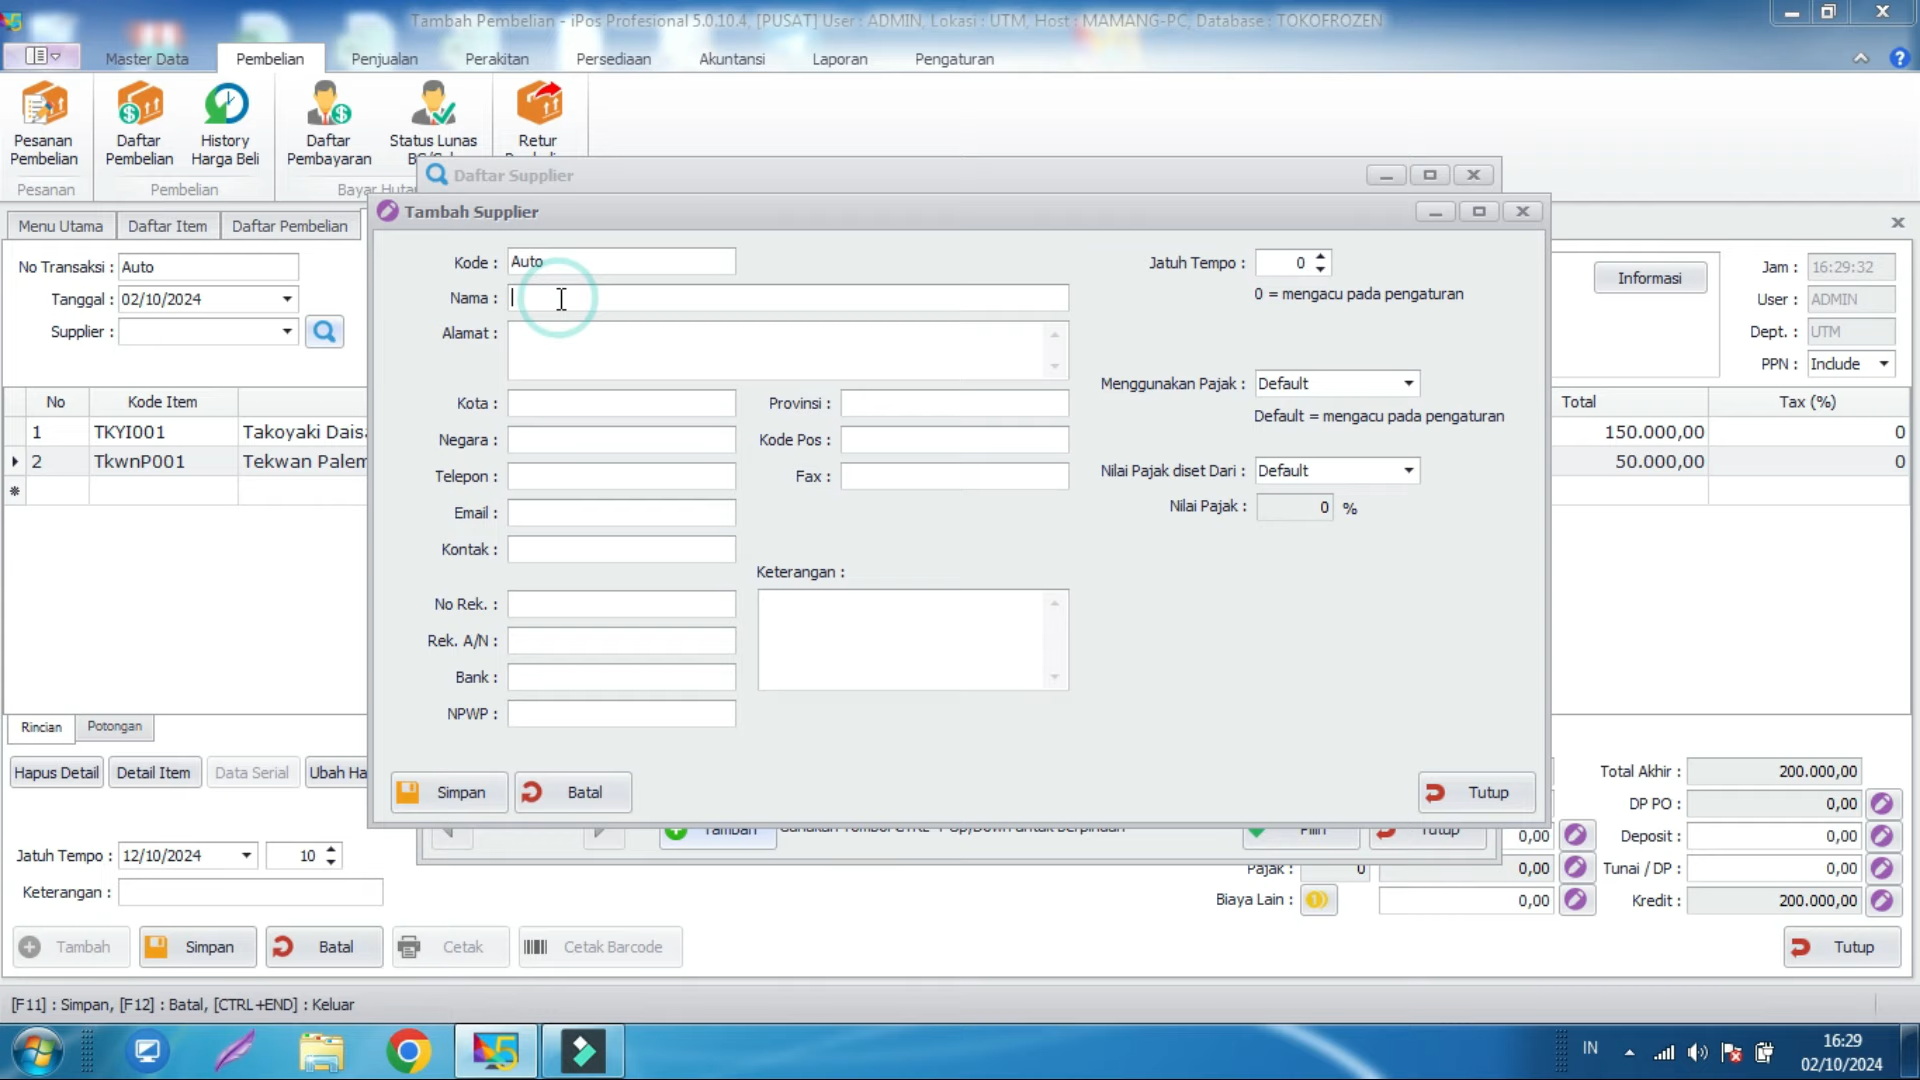 Tambah Pembelian - iPos Profesional 5.0.10.4, [PUSAT] User : ADMIN, Lokasi : UTM, Host : MAMANG-PC, Database : TOKOFROZEN
Master Data Pembelian Penjualan Perakitan Persediaan Akuntansi Laporan Pengaturan
Pesanan Pembelian
Daftar Pembelian
History Harga Beli
Daftar Pembayaran
Status Lunas
Retur
Pesanan Pembelian
Daftar Supplier
Menu Utama Daftar Item Daftar Pembelian
Tambah Supplier
No Transaksi : Auto
Tanggal : 02/10/2024
Supplier :
Kode : Auto
Nama :
Alamat :
Kota :
Provinsi :
Negara :
Kode Pos :
Telepon :
Fax :
Email :
Kontak :
Keterangan :
No Rek. :
Rek. A/N :
Bank :
NPWP :
Jatuh Tempo : 0
0 = mengacu pada pengaturan
Menggunakan Pajak : Default
Default = mengacu pada pengaturan
Nilai Pajak diset Dari : Default
Nilai Pajak : 0 %
Simpan Batal Tutup
Informasi
Jam : 16:29:32
User : ADMIN
Dept. : UTM
PPN : Include
No Kode Item Total Tax (%)
1 TKYI001 150.000,00 0
2 TkwnP001 Tekwan Palem 50.000,00 0
Rincian Potongan
Hapus Detail Detail Item Data Serial
Tambah Tutup
Jatuh Tempo : 12/10/2024 10
Keterangan :
Total Akhir : 200.000,00
DP PO : 0,00
0,00 Deposit : 0,00
Pajak : 0 0,00 Tunai / DP : 0,00
Biaya Lain : 0,00 Kredit : 200.000,00
Tambah Simpan Batal Cetak Cetak Barcode Tutup
[F11] : Simpan, [F12] : Batal, [CTRL+END] : Keluar
IN
16:29
02/10/2024